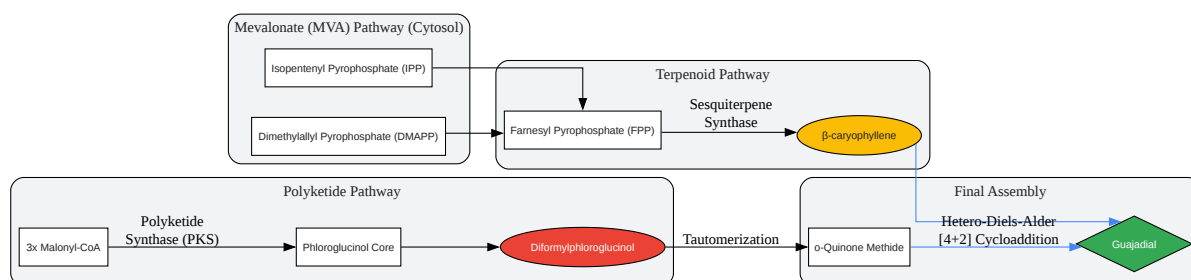 Mevalonate (MVA) Pathway (Cytosol)
Isopentenyl Pyrophosphate (IPP)
Dimethylallyl Pyrophosphate (DMAPP)
Terpenoid Pathway
Farnesyl Pyrophosphate (FPP)
Sesquiterpene
Synthase
β-caryophyllene
Polyketide Pathway
3x Malonyl-CoA
Polyketide
Synthase (PKS)
Phloroglucinol Core
Diformylphloroglucinol
Tautomerization
Final Assembly
o-Quinone Methide
Hetero-Diels-Alder
[4+2] Cycloaddition
Guajadial